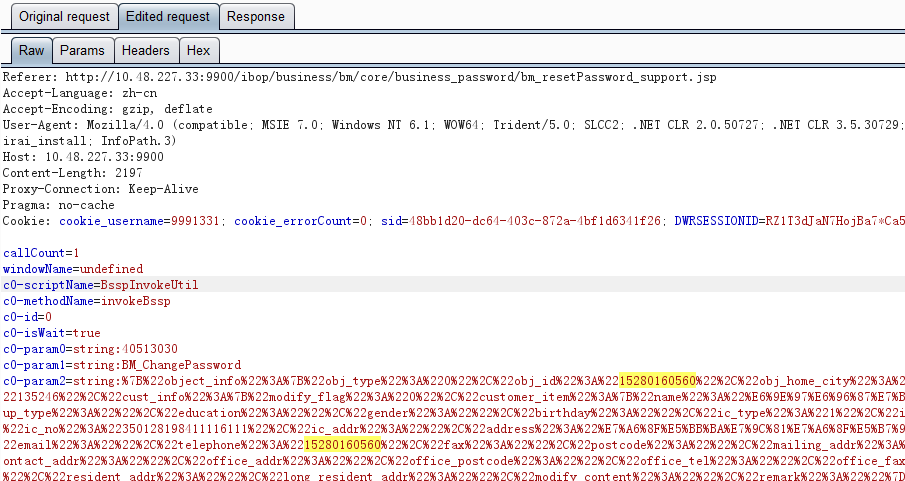 Original request Edited request Response
Raw Params Headers Hex
Referer: http://10.48.227.33:9900/ibop/business/bm/core/business_password/bm_resetPassword_support.jsp
Accept-Language: zh-cn
Accept-Encoding: gzip, deflate
User-Agent: Mozilla/4.0 (compatible; MSIE 7.0; Windows NT 6.1; WOW64; Trident/5.0; SLCC2; .NET CLR 2.0.50727; .NET CLR 3.5.30729;
irai_install; InfoPath.3)
Host: 10.48.227.33:9900
Content-Length: 2197
Proxy-Connection: Keep-Alive
Pragma: no-cache
Cookie: cookie_username=9991331; cookie_errorCount=0; sid=48bb1d20-dc64-403c-872a-4bf1d6341f26; DWRSESSIONID=RZ1T3dJaN7HojBa7*Ca5
callCount=1
windowName=undefined
c0-scriptName=BsspInvokeUtil
c0-methodName=invokeBssp
c0-id=0
c0-isWait=true
c0-param0=string:40513030
c0-param1=string:BM_ChangePassword
c0-param2=string:%7B%22object_info%22%3A%7B%22obj_type%22%3A%220%22%2C%22obj_id%22%3A%2215280160560%22%2C%22obj_home_city%22%3A%2
22135246%22%2C%22cust_info%22%3A%7B%22modify_flag%22%3A%220%22%2C%22customer_item%22%3A%7B%22name%22%3A%22%E6%9E%97%E6%96%87%E7%B
up_type%22%3A%22%22%2C%22education%22%3A%22%22%2C%22gender%22%3A%22%22%2C%22birthday%22%3A%22%22%2C%22ic_type%22%3A%221%22%2C%22i
%22ic_no%22%3A%22350128198411116111%22%2C%22ic_addr%22%3A%22%22%2C%22address%22%3A%22%E7%A6%8F%E5%BB%BA%E7%9C%81%E7%A6%8F%E5%B7%9
%22email%22%3A%22%22%2C%22telephone%22%3A%2215280160560%22%2C%22fax%22%3A%22%22%2C%22postcode%22%3A%22%22%2C%22mailing_addr%22%3A%2
ontact_addr%22%3A%22%22%2C%22office_addr%22%3A%22%22%2C%22office_postcode%22%3A%22%22%2C%22office_tel%22%3A%22%22%2C%22office_fax
%22%2C%22resident_addr%22%3A%22%22%2C%22long_resident_addr%22%3A%22%22%2C%22modify_content%22%3A%22%22%2C%22remark%22%3A%22%22%7D